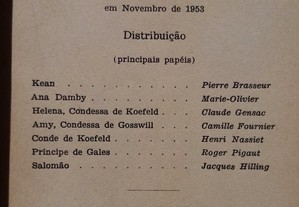 em Novembro de 1953
Distribuição
(principais papéis)
Kean . . . . . . . . . . Pierre Brasseur
Ana Damby . . . . . . . . Marie-Olivier
Helena, Condessa de Koefeld . . Claude Gensac
Amy, Condessa de Gosswill . . . Camille Fournier
Conde de Koefeld . . . . . . Henri Nassiet
Príncipe de Gales . . . . . . Roger Pigaut
Salomão . . . . . . . . . Jacques Hilling